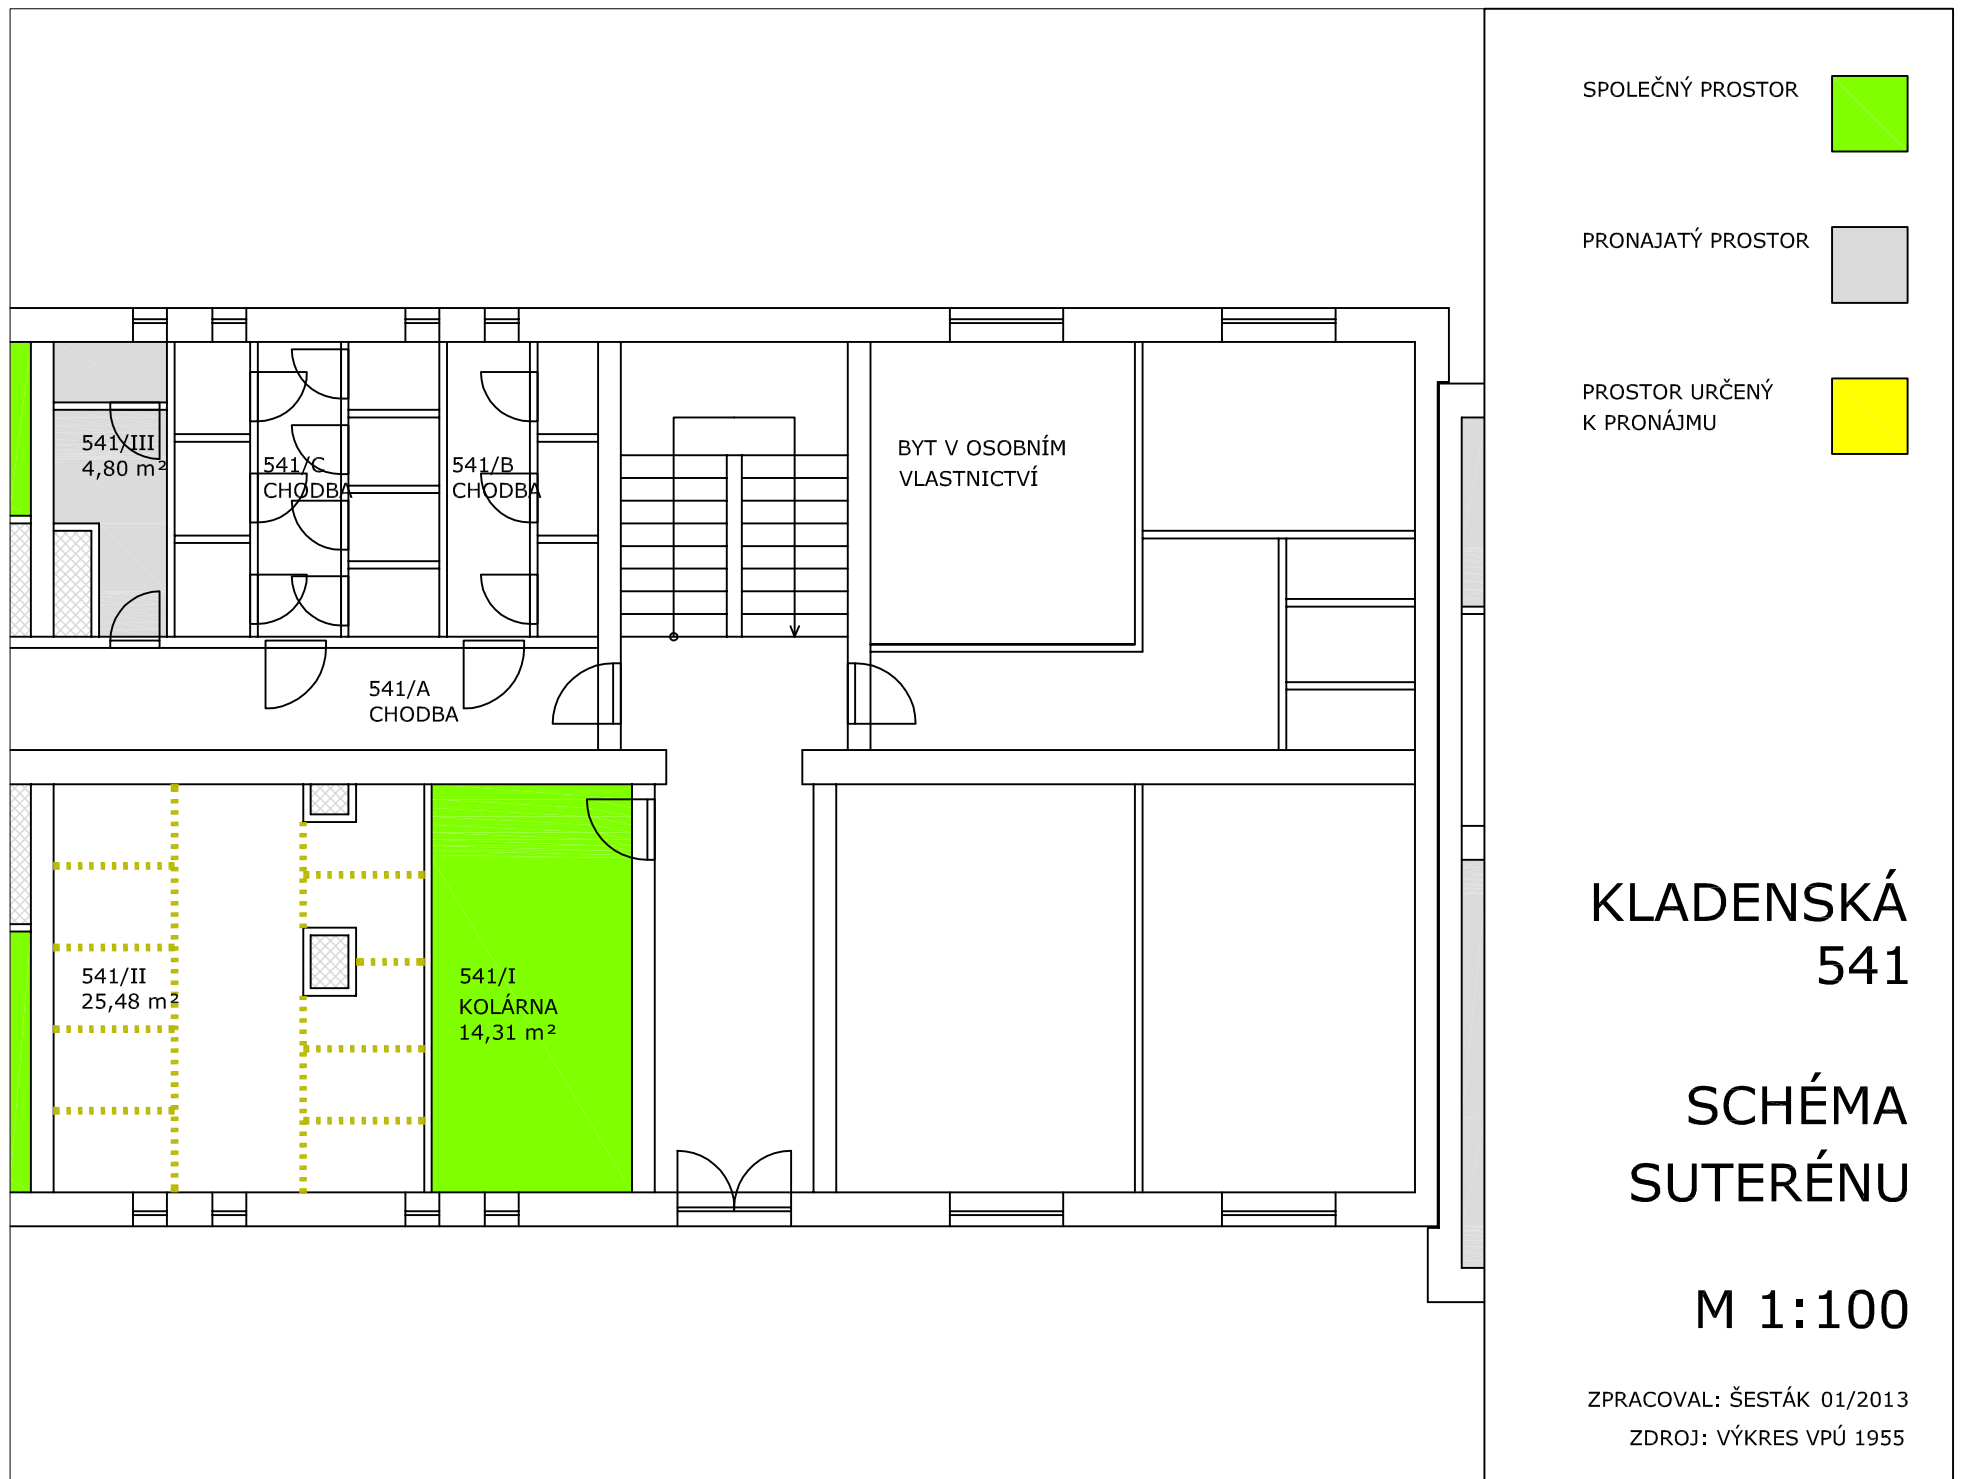 SPOLEČNÝ PROSTOR
PRONAJATÝ PROSTOR
PROSTOR URČENÝ
K PRONÁJMU
541/III
4,80 m²
541/C
CHODBA
541/B
CHODBA
BYT V OSOBNÍM
VLASTNICTVÍ
541/A
CHODBA
541/II
25,48 m²
541/I
KOLÁRNA
14,31 m²
KLADENSKÁ
541
SCHÉMA
SUTERÉNU
M 1:100
ZPRACOVAL: ŠESTÁK 01/2013
ZDROJ: VÝKRES VPÚ 1955